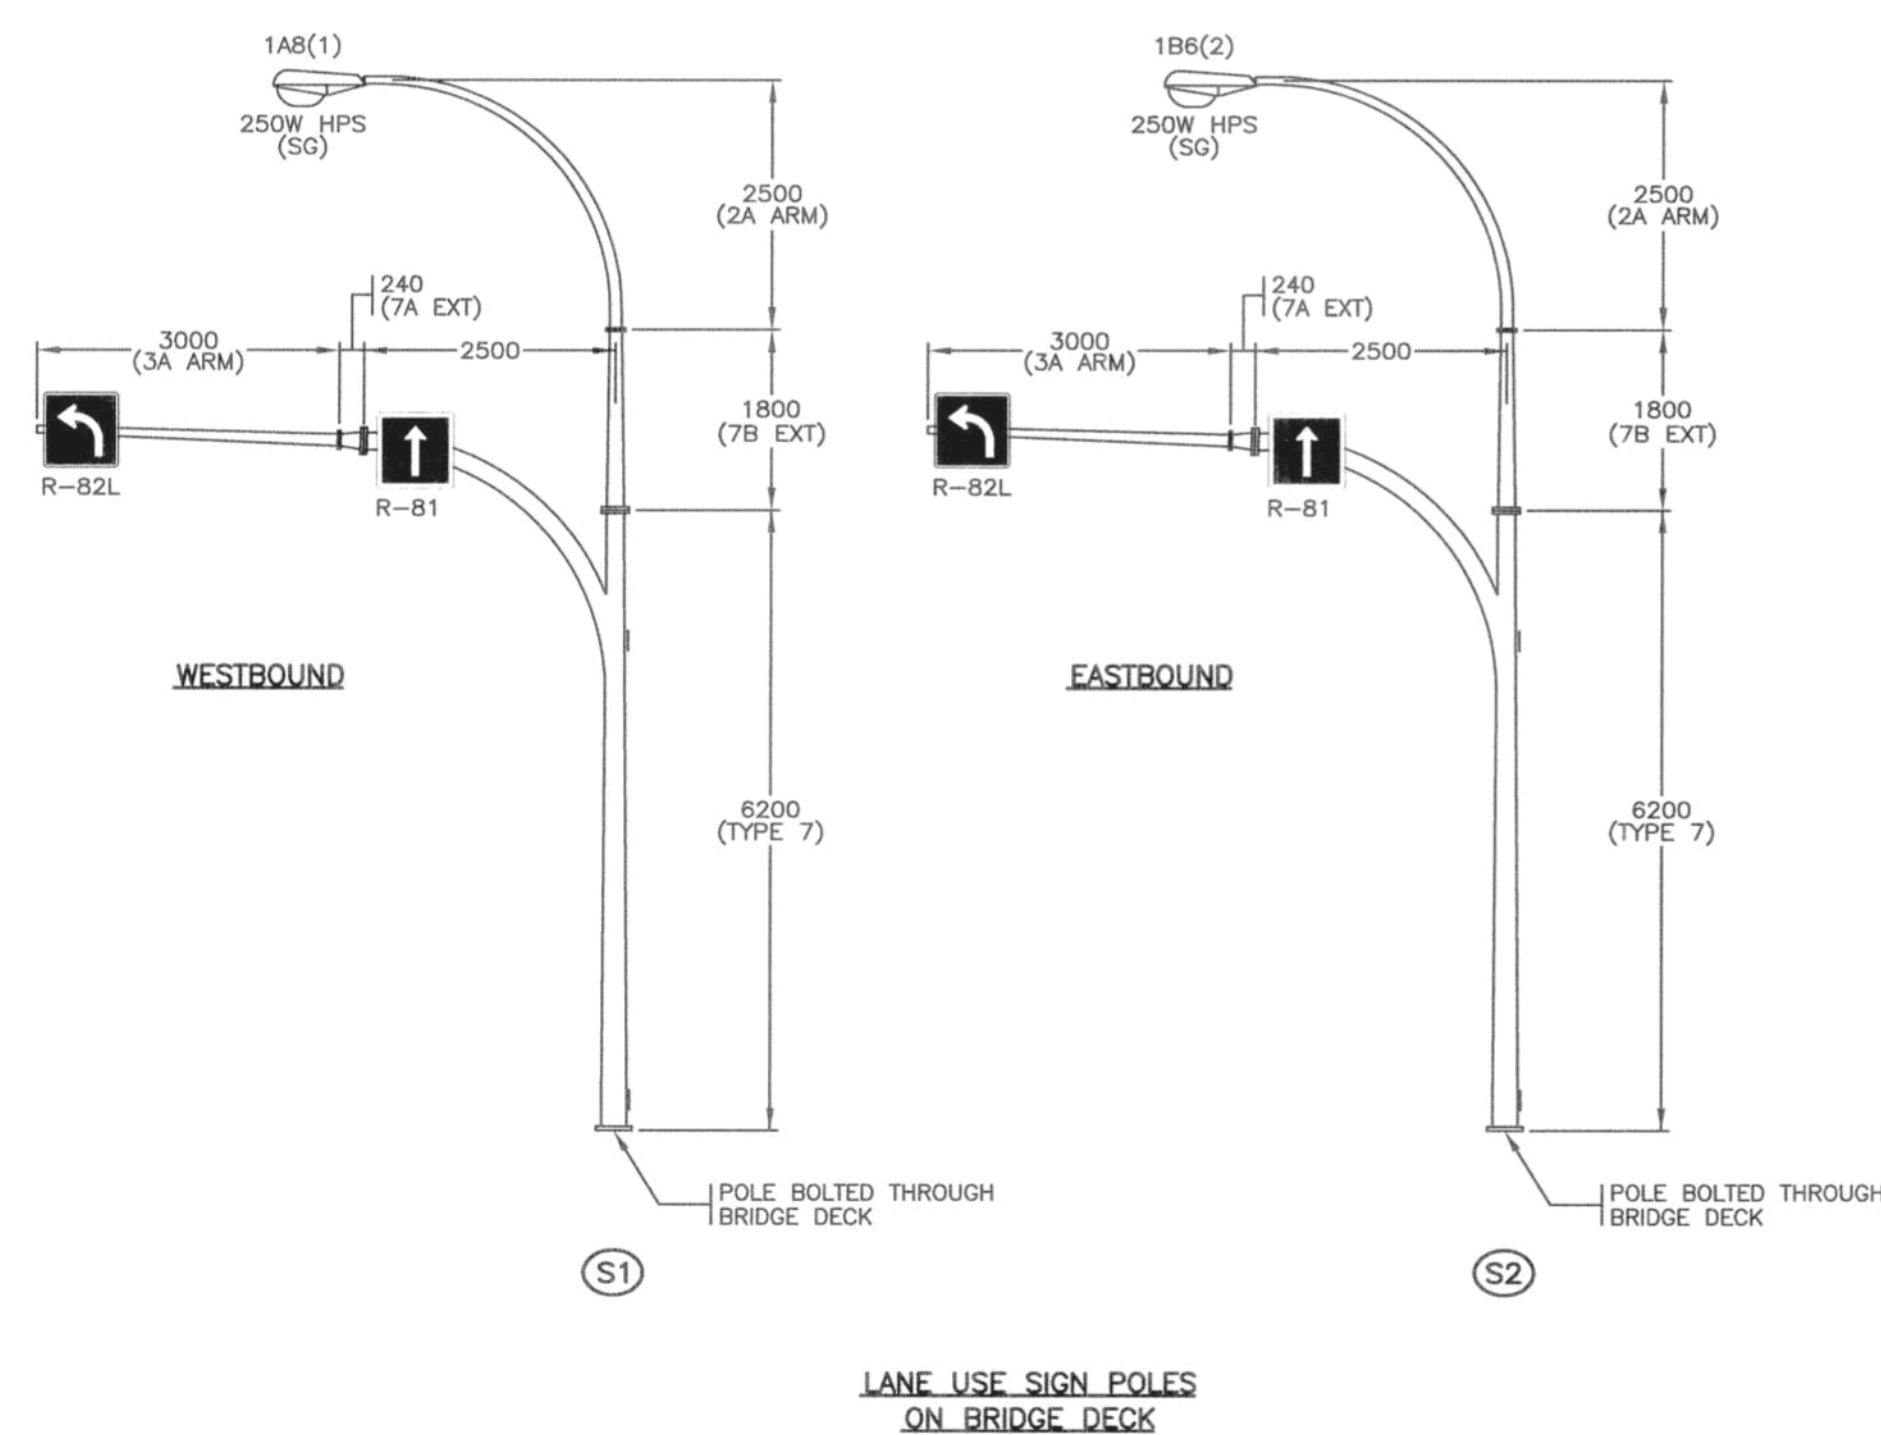 1A8(1)
250W HPS
(SG)
2500
(2A ARM)
240
(7A EXT)
3000
(3A ARM)
2500
1800
(7B EXT)
R-82L
R-81
WESTBOUND
6200
(TYPE 7)
POLE BOLTED THROUGH
BRIDGE DECK
S1
1B6(2)
250W HPS
(SG)
2500
(2A ARM)
240
(7A EXT)
3000
(3A ARM)
2500
1800
(7B EXT)
R-82L
R-81
EASTBOUND
6200
(TYPE 7)
POLE BOLTED THROUGH
BRIDGE DECK
S2
LANE USE SIGN POLES
ON BRIDGE DECK